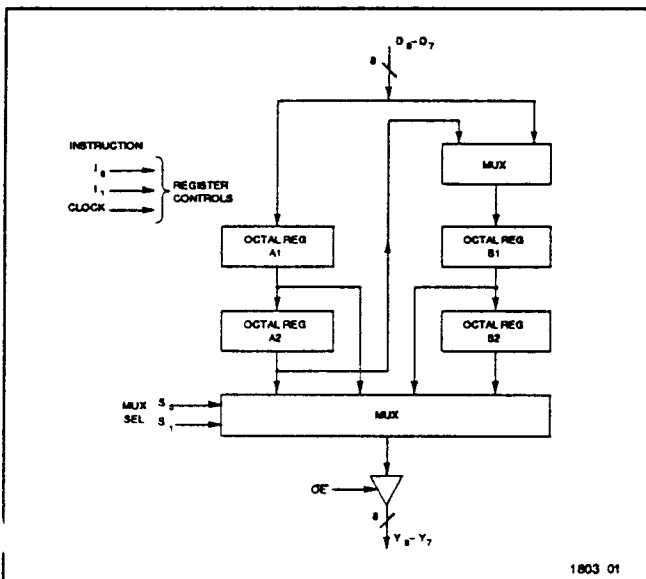 D₀-D₇
8
INSTRUCTION
MUX
I₀
I₁
REGISTER
CONTROLS
CLOCK
OCTAL REG
A1
OCTAL REG
B1
OCTAL REG
A2
OCTAL REG
B2
MUX S₀
SEL S₁
MUX
OE
8
Y₀-Y₇
1803 01